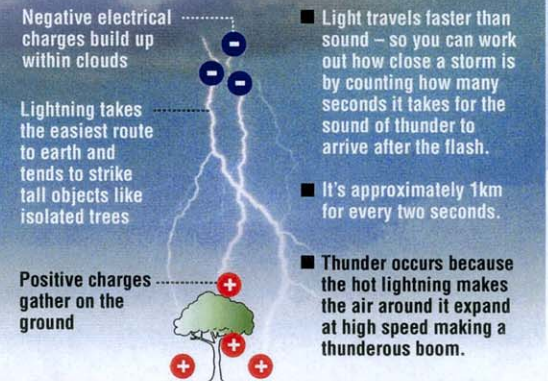 Negative electrical
charges build up
within clouds
-
-
-
Lightning takes
the easiest route
to earth and
tends to strike
tall objects like
isolated trees
Positive charges
gather on the
ground
+
+
+
+
■ Light travels faster than
sound – so you can work
out how close a storm is
by counting how many
seconds it takes for the
sound of thunder to
arrive after the flash.
■ It's approximately 1km
for every two seconds.
■ Thunder occurs because
the hot lightning makes
the air around it expand
at high speed making a
thunderous boom.